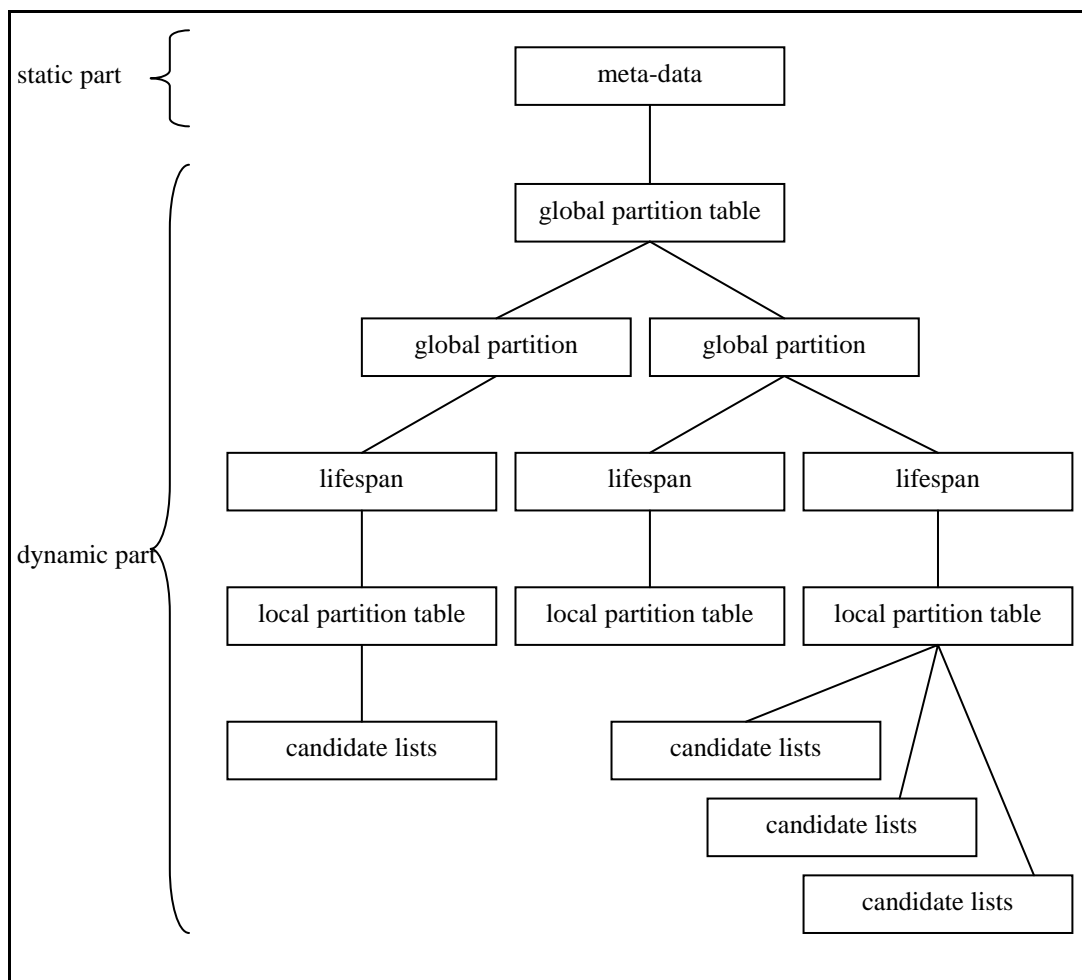 static part
meta-data
global partition table
global partition
global partition
lifespan
lifespan
lifespan
dynamic part
local partition table
local partition table
local partition table
candidate lists
candidate lists
candidate lists
candidate lists